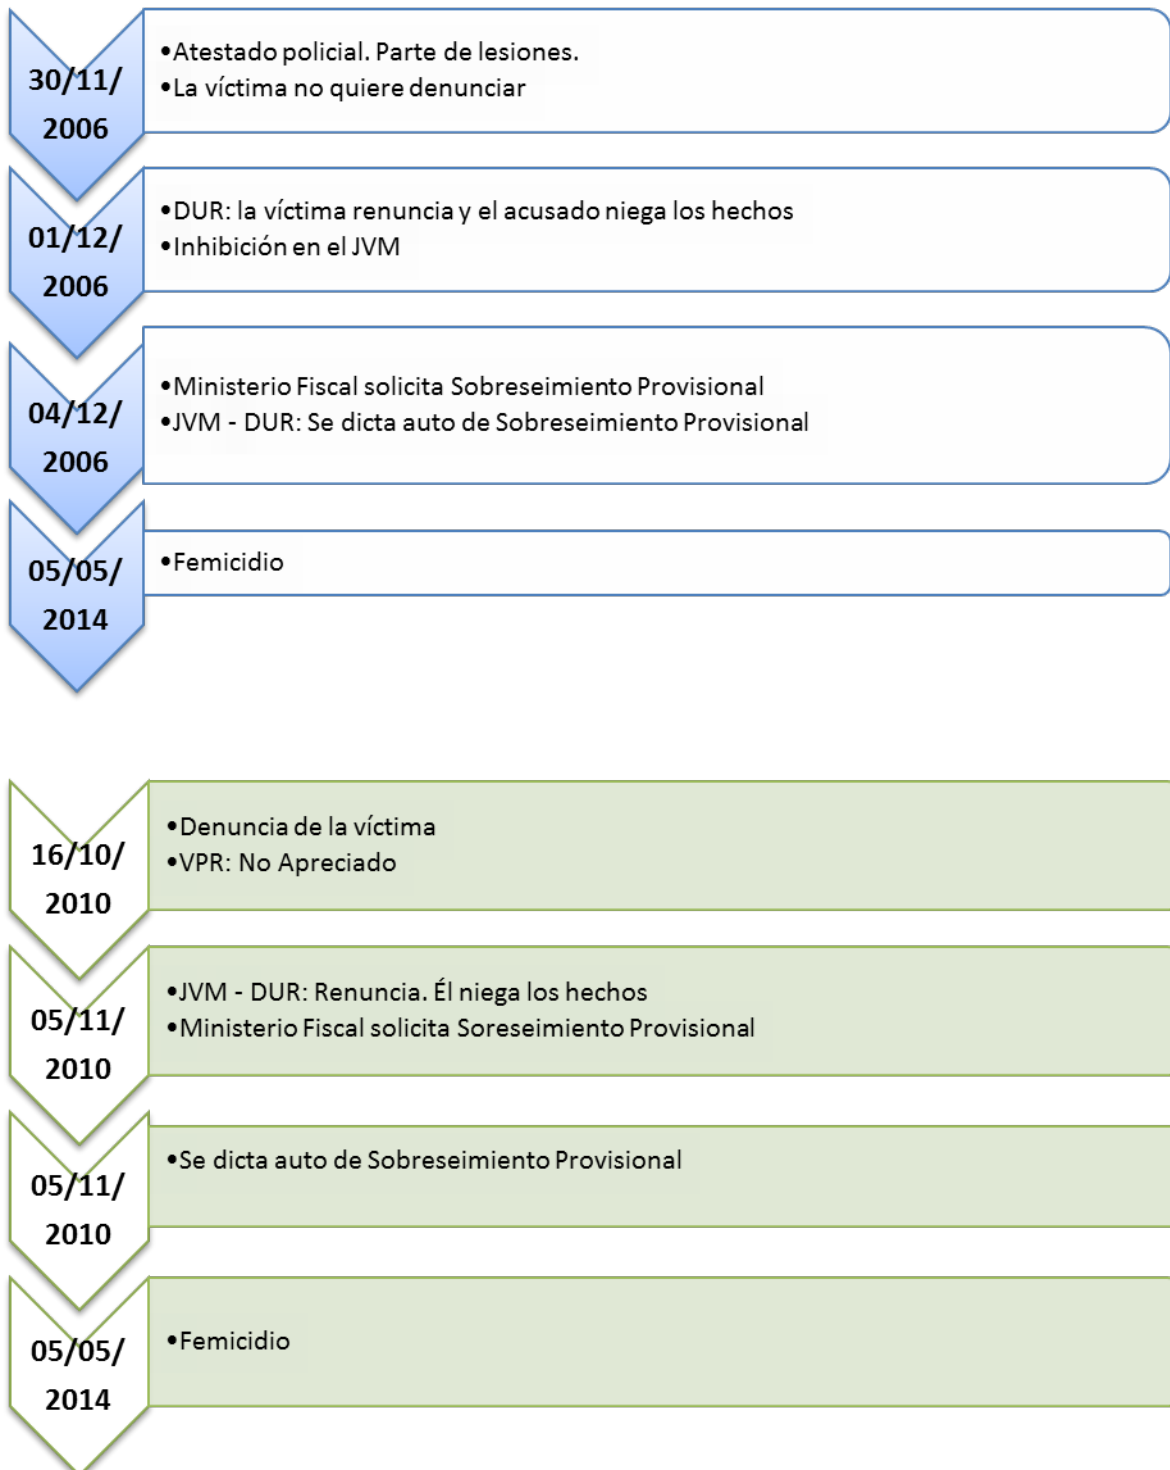 30/11/
2006
•Atestado policial. Parte de lesiones.
•La víctima no quiere denunciar
01/12/
2006
•DUR: la víctima renuncia y el acusado niega los hechos
•Inhibición en el JVM
04/12/
2006
•Ministerio Fiscal solicita Sobreseimiento Provisional
•JVM - DUR: Se dicta auto de Sobreseimiento Provisional
05/05/
2014
•Femicidio
16/10/
2010
•Denuncia de la víctima
•VPR: No Apreciado
05/11/
2010
•JVM - DUR: Renuncia. Él niega los hechos
•Ministerio Fiscal solicita Soreseimiento Provisional
05/11/
2010
•Se dicta auto de Sobreseimiento Provisional
05/05/
2014
•Femicidio